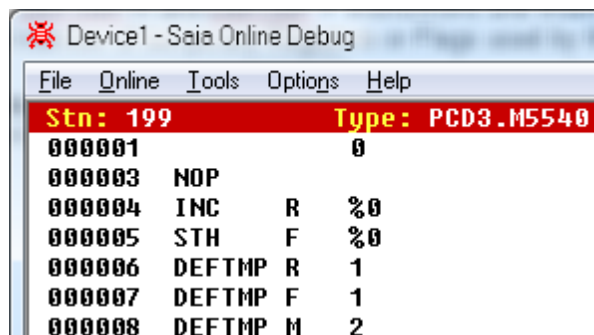 Device1 - Saia Online Debug
File Online Tools Options Help
Stn: 199 Type: PCD3.M5540
000001 0
000003 NOP
000004 INC R %0
000005 STH F %0
000006 DEFTMP R 1
000007 DEFTMP F 1
000008 DEFTMP M 2